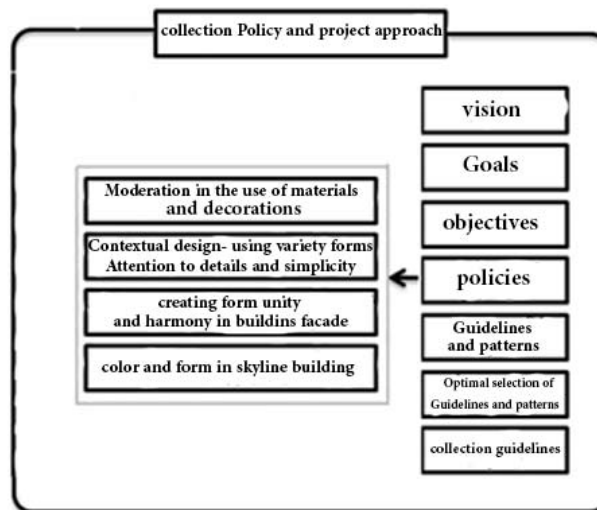 collection Policy and project approach
vision
Goals
objectives
policies
Guidelines
and patterns
Optimal selection of
Guidelines and patterns
collection guidelines
Moderation in the use of materials
and decorations
Contextual design- using variety forms
Attention to details and simplicity
creating form unity
and harmony in buildins facade
color and form in skyline building